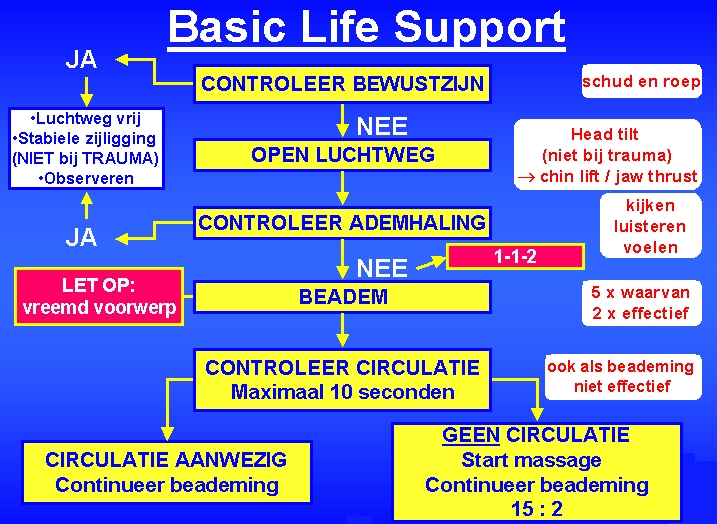 Basic Life Support
JA
CONTROLEER BEWUSTZIJN
schud en roep
•Luchtweg vrij
•Stabiele zijligging
(NIET bij TRAUMA)
•Observeren
NEE
OPEN LUCHTWEG
Head tilt
(niet bij trauma)
→ chin lift / jaw thrust
JA
CONTROLEER ADEMHALING
kijken
luisteren
voelen
NEE
1-1-2
LET OP:
vreemd voorwerp
BEADEM
5 x waarvan
2 x effectief
CONTROLEER CIRCULATIE
Maximaal 10 seconden
ook als beademing
niet effectief
CIRCULATIE AANWEZIG
Continueer beademing
GEEN CIRCULATIE
Start massage
Continueer beademing
15 : 2